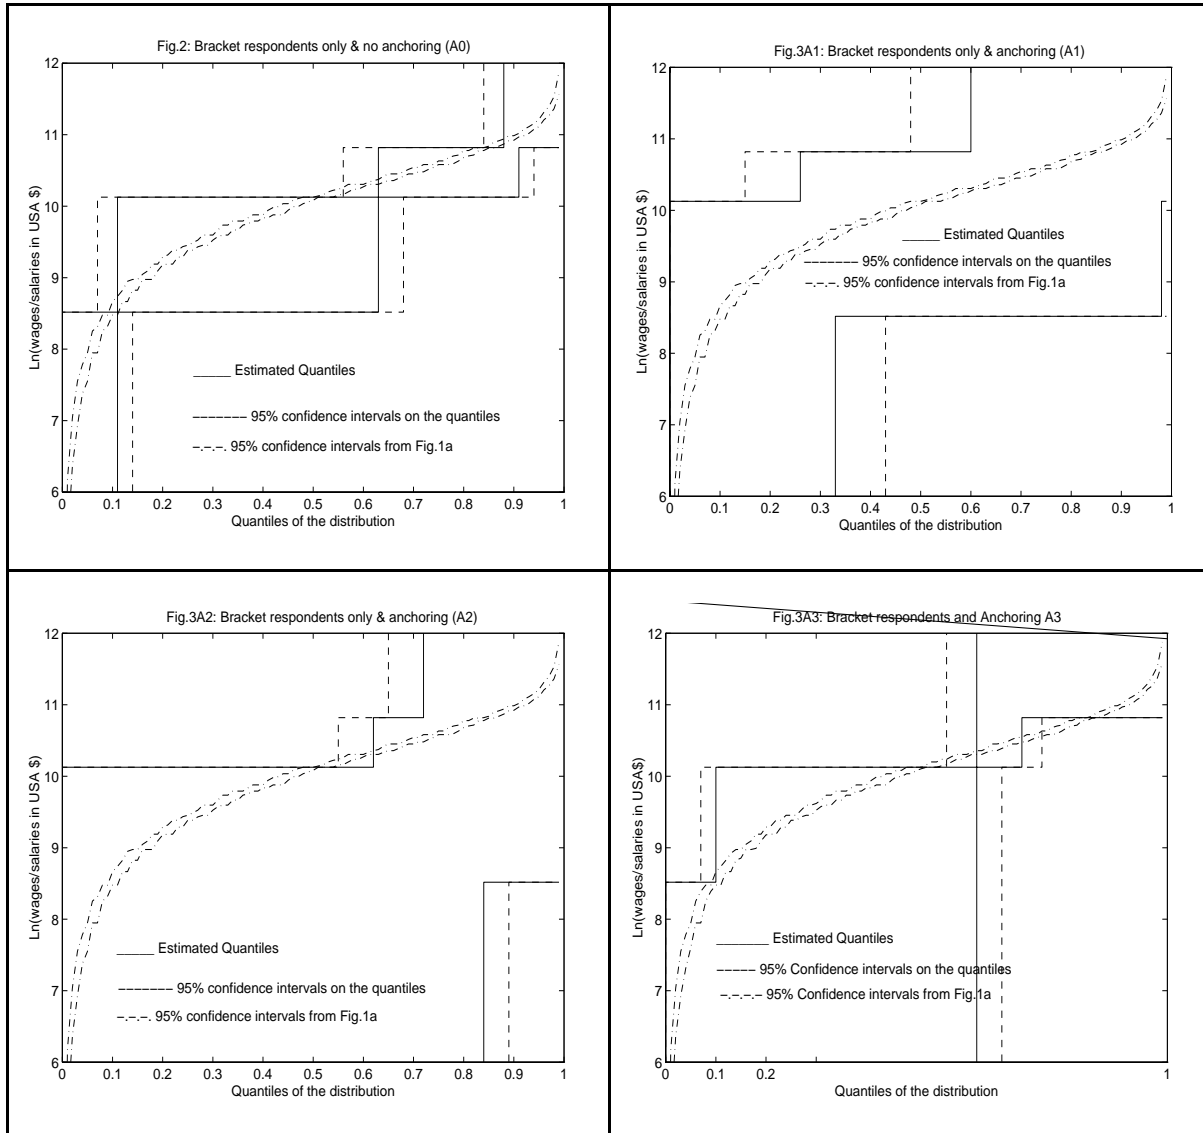 Fig.2: Bracket respondents only & no anchoring (A0)
12
11
10
9
8
7
6
Ln(wages/salaries in USA $)
_____ Estimated Quantiles
------- 95% confidence intervals on the quantiles
-.-.-. 95% confidence intervals from Fig.1a
0 0.1 0.2 0.3 0.4 0.5 0.6 0.7 0.8 0.9 1
Quantiles of the distribution
Fig.3A1: Bracket respondents only & anchoring (A1)
12
11
10
9
8
7
6
Ln(wages/salaries in USA $)
_____ Estimated Quantiles
------- 95% confidence intervals on the quantiles
-.-.-. 95% confidence intervals from Fig.1a
0 0.1 0.2 0.3 0.4 0.5 0.6 0.7 0.8 0.9 1
Quantiles of the distribution
Fig.3A2: Bracket respondents only & anchoring (A2)
12
11
10
9
8
7
6
Ln(wages/salaries in USA $)
_____ Estimated Quantiles
------- 95% confidence intervals on the quantiles
-.-.-. 95% confidence intervals from Fig.1a
0 0.1 0.2 0.3 0.4 0.5 0.6 0.7 0.8 0.9 1
Quantiles of the distribution
Fig.3A3: Bracket respondents and Anchoring A3
12
11
10
9
8
7
6
Ln(wages/salaries in USA$)
_______ Estimated Quantiles
----- 95% Confidence intervals on the quantiles
-.-.-.- 95% Confidence intervals from Fig.1a
0 0.1 0.2 1
Quantiles of the distribution